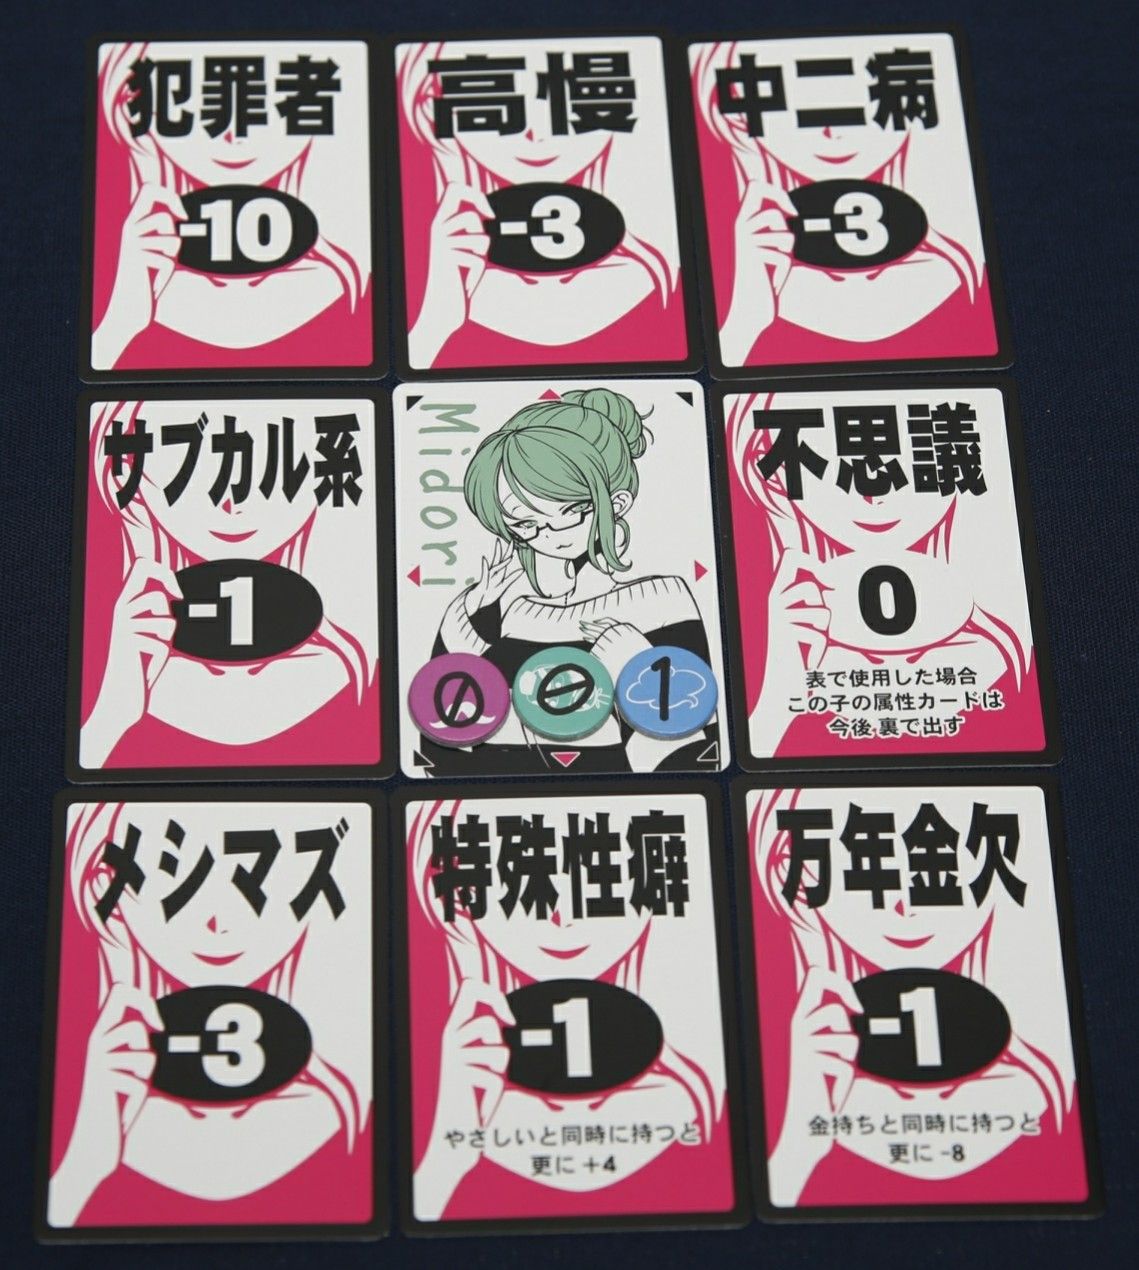 犯罪者
-10
高慢
-3
中二病
-3
サブカル系
-1
Midori
0
0
1
不思議
0
表で使用した場合
この子の属性カードは
今後 裏で出す
メシマズ
-3
特殊性癖
-1
やさしいと同時に持つと
更に +4
万年金欠
-1
金持ちと同時に持つと
更に -8